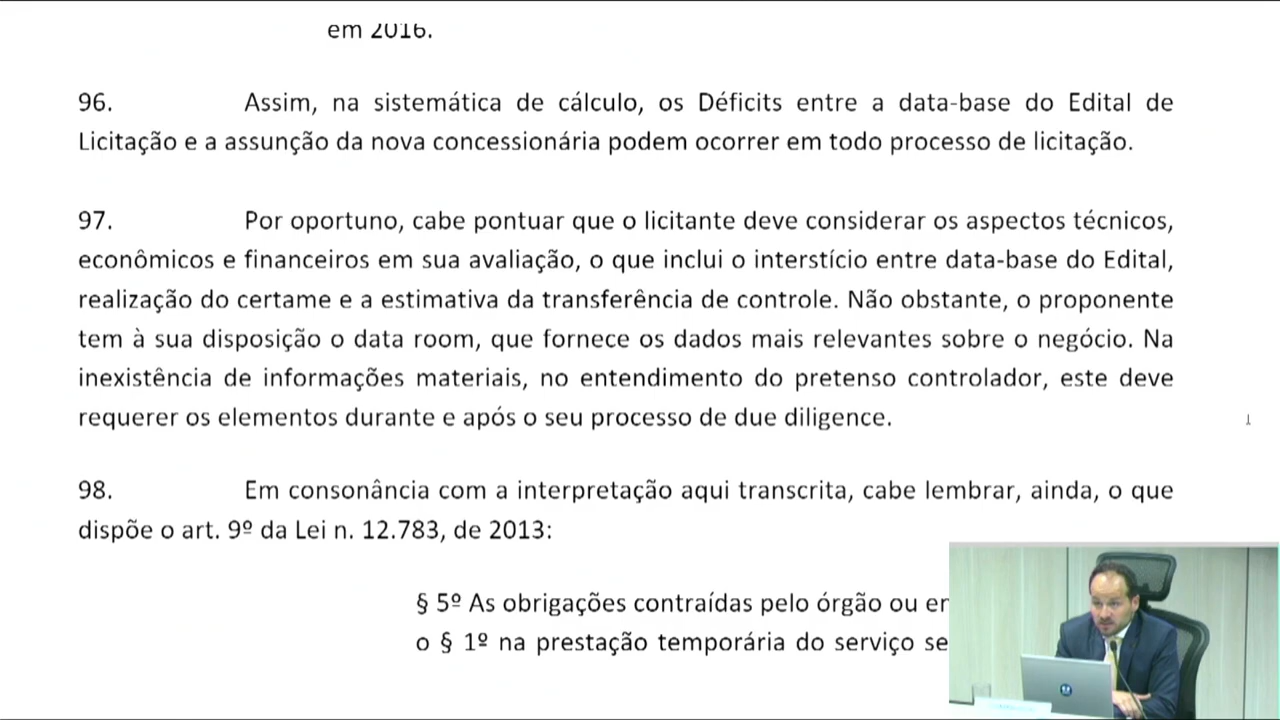 em 2016.
96. Assim, na sistemática de cálculo, os Déficits entre a data-base do Edital de
Licitação e a assunção da nova concessionária podem ocorrer em todo processo de licitação.
97. Por oportuno, cabe pontuar que o licitante deve considerar os aspectos técnicos,
econômicos e financeiros em sua avaliação, o que inclui o interstício entre data-base do Edital,
realização do certame e a estimativa da transferência de controle. Não obstante, o proponente
tem à sua disposição o data room, que fornece os dados mais relevantes sobre o negócio. Na
inexistência de informações materiais, no entendimento do pretenso controlador, este deve
requerer os elementos durante e após o seu processo de due diligence.
98. Em consonância com a interpretação aqui transcrita, cabe lembrar, ainda, o que
dispõe o art. 9º da Lei n. 12.783, de 2013:
§ 5º As obrigações contraídas pelo órgão ou
o § 1º na prestação temporária do serviço